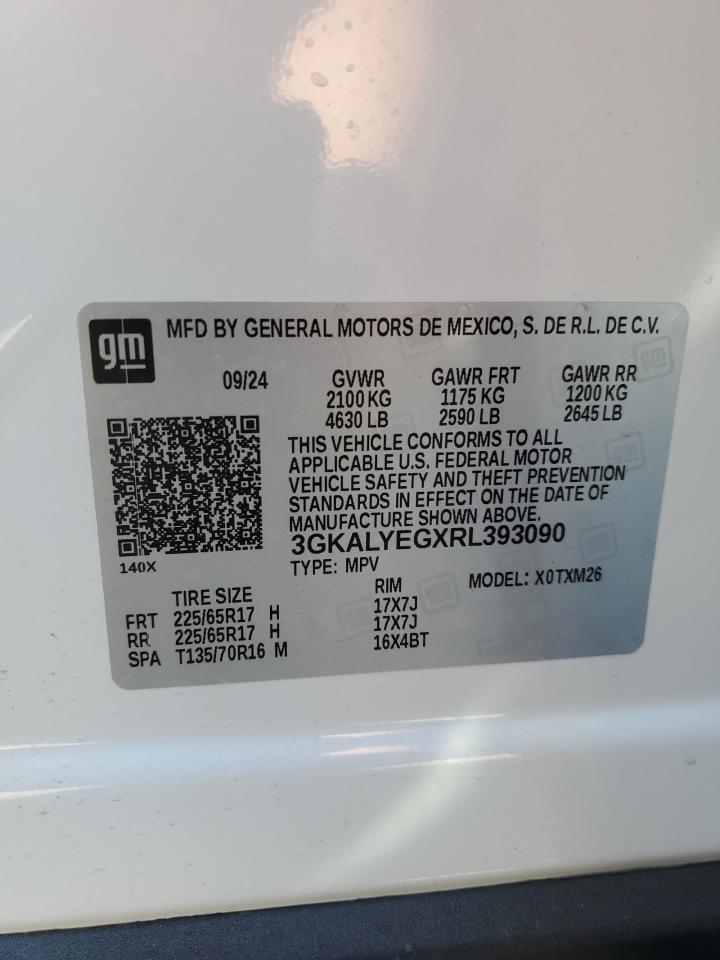 gm
MFD BY GENERAL MOTORS DE MEXICO, S. DE R.L. DE C.V.
09/24 GVWR GAWR FRT GAWR RR
2100 KG 1175 KG 1200 KG
4630 LB 2590 LB 2645 LB
THIS VEHICLE CONFORMS TO ALL
APPLICABLE U.S. FEDERAL MOTOR
VEHICLE SAFETY AND THEFT PREVENTION
STANDARDS IN EFFECT ON THE DATE OF
MANUFACTURE SHOWN ABOVE.
3GKALYEGXRL393090
140X
TYPE: MPV MODEL: X0TXM26
TIRE SIZE RIM
FRT 225/65R17 H 17X7J
RR 225/65R17 H 17X7J
SPA T135/70R16 M 16X4BT